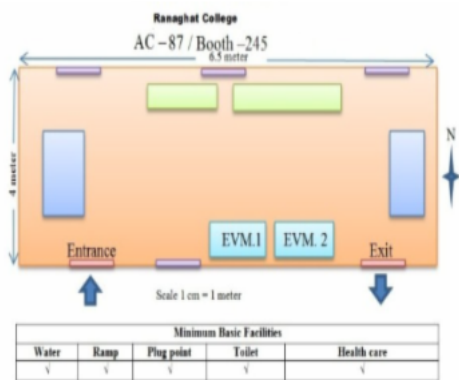 Ranaghat College
AC – 87 / Booth –245
6.5 meter
4 meter
N
EVM.1 EVM. 2
Entrance Exit
Scale 1 cm = 1 meter
Minimum Basic Facilities
Water Ramp Plug point Toilet Health care
√ √ √ √ √